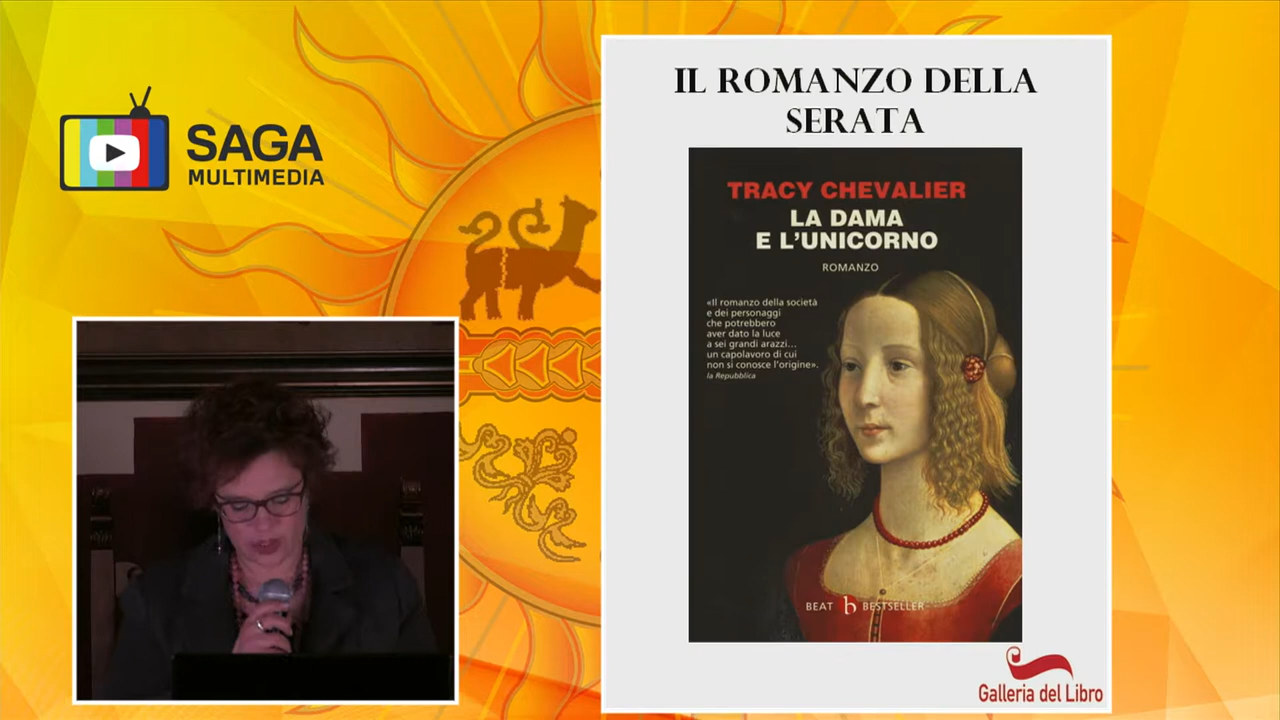 SAGA
MULTIMEDIA
IL ROMANZO DELLA
SERATA
TRACY CHEVALIER
LA DAMA
E L'UNICORNO
ROMANZO
«Il romanzo della società
e dei personaggi
che potrebbero
aver dato la luce
a sei grandi arazzi...
un capolavoro di cui
non si conosce l'origine».
la Repubblica
BEAT b BESTSELLER
Galleria del Libro